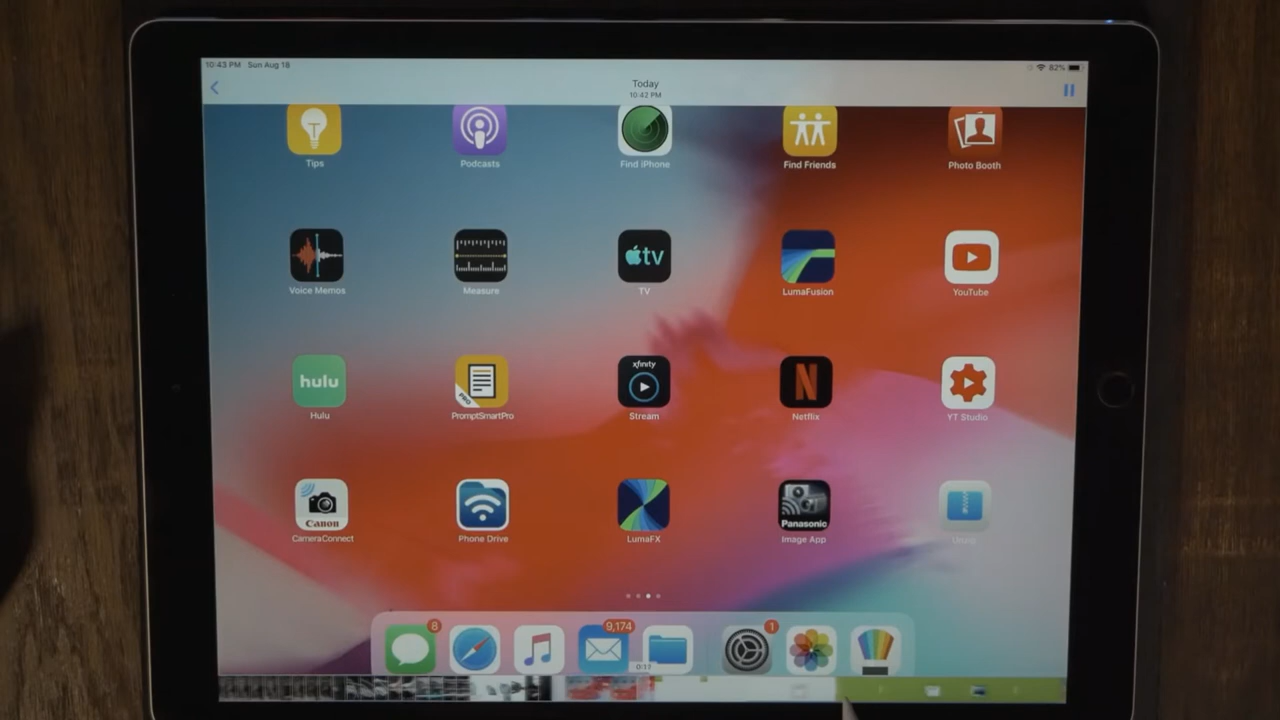 10:43 PM Sun Aug 18
82%
Today
10:42 PM
Tips
Podcasts
Find iPhone
Find Friends
Photo Booth
tv
Voice Memos
Measure
TV
LumaFusion
YouTube
hulu
PRO
xfinity
N
Hulu
PromptSmartPro
Stream
Netflix
YT Studio
Canon
Panasonic
CameraConnect
Phone Drive
LumaFX
Image App
8
9,174
1
0:17